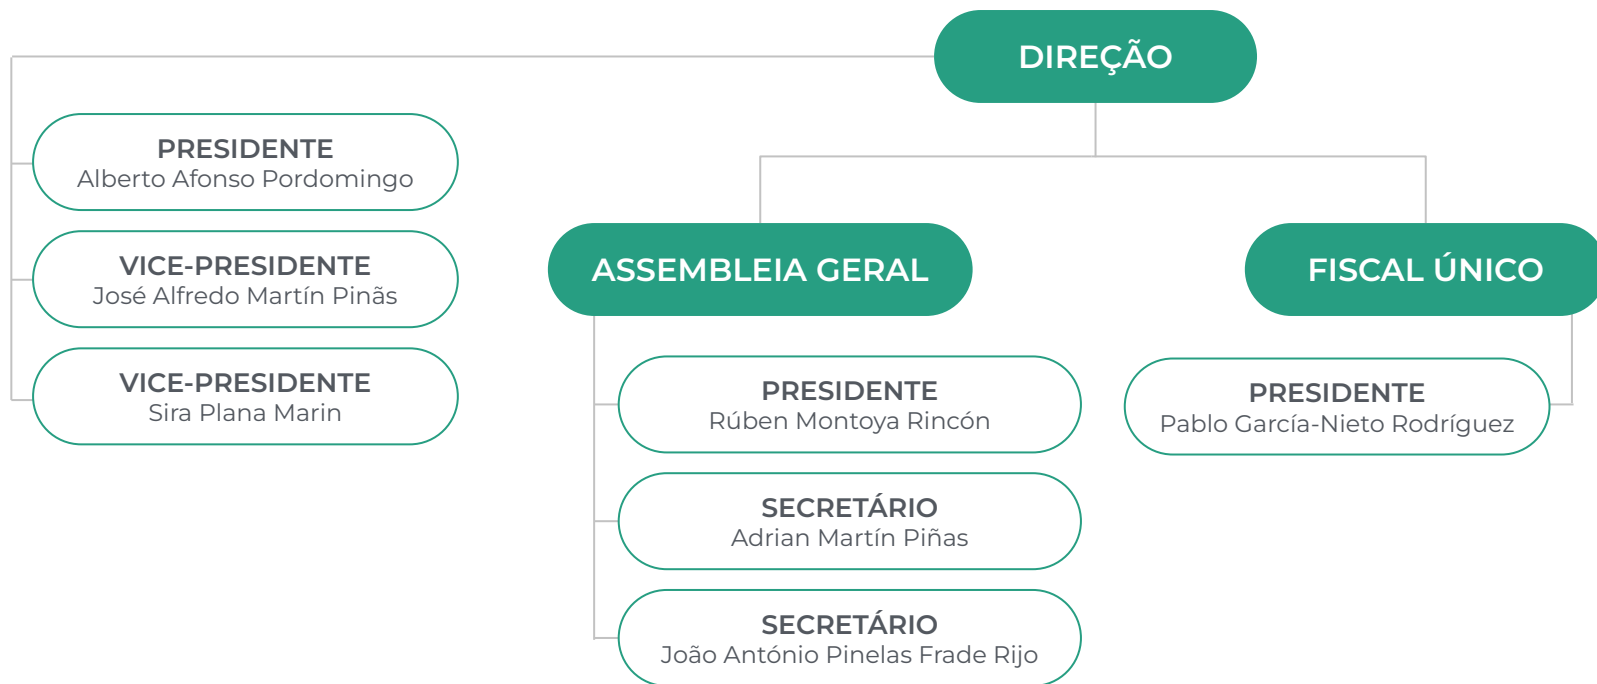 DIREÇÃO
PRESIDENTE
Alberto Afonso Pordomingo
VICE-PRESIDENTE
José Alfredo Martín Pinãs
VICE-PRESIDENTE
Sira Plana Marin
ASSEMBLEIA GERAL
PRESIDENTE
Rúben Montoya Rincón
SECRETÁRIO
Adrian Martín Piñas
SECRETÁRIO
João António Pinelas Frade Rijo
FISCAL ÚNICO
PRESIDENTE
Pablo García-Nieto Rodríguez